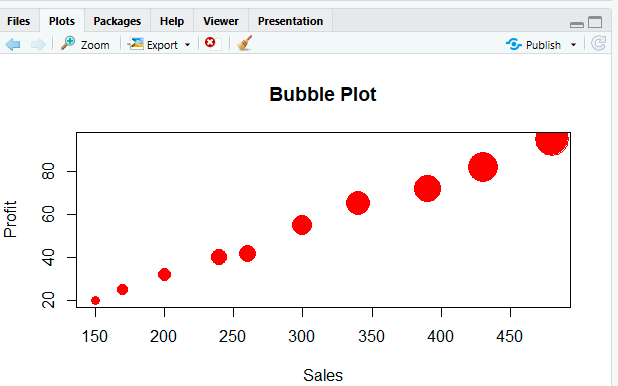 Files Plots Packages Help Viewer Presentation
Zoom Export Publish
Bubble Plot
Profit
80
60
40
20
150 200 250 300 350 400 450
Sales